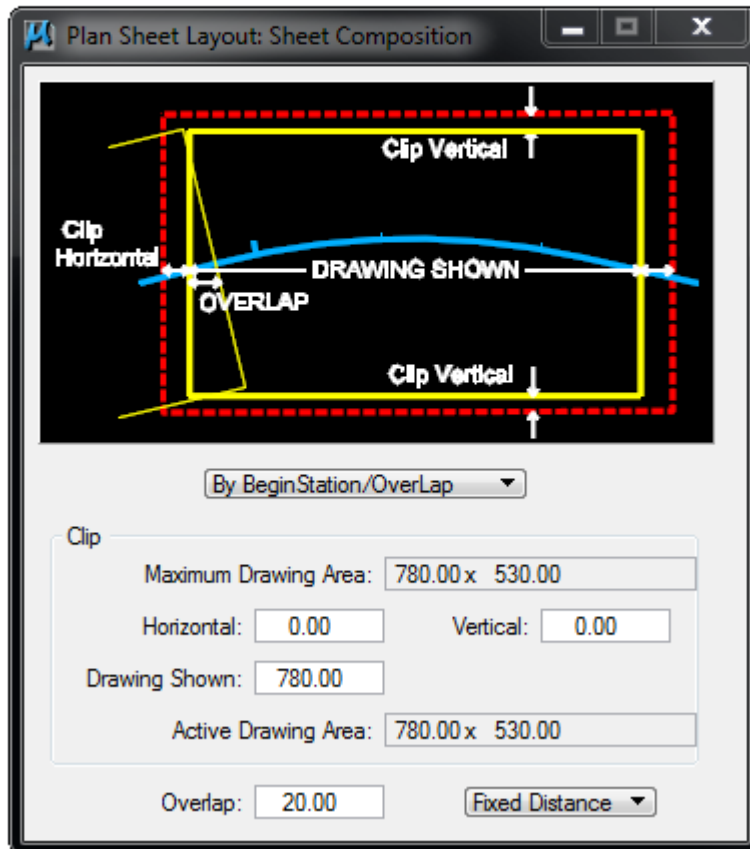 Plan Sheet Layout: Sheet Composition
Clip Vertical
Clip
Horizontal
DRAWING SHOWN
OVERLAP
Clip Vertical
By BeginStation/OverLap
Clip
Maximum Drawing Area: 780.00 x 530.00
Horizontal: 0.00 Vertical: 0.00
Drawing Shown: 780.00
Active Drawing Area: 780.00 x 530.00
Overlap: 20.00 Fixed Distance